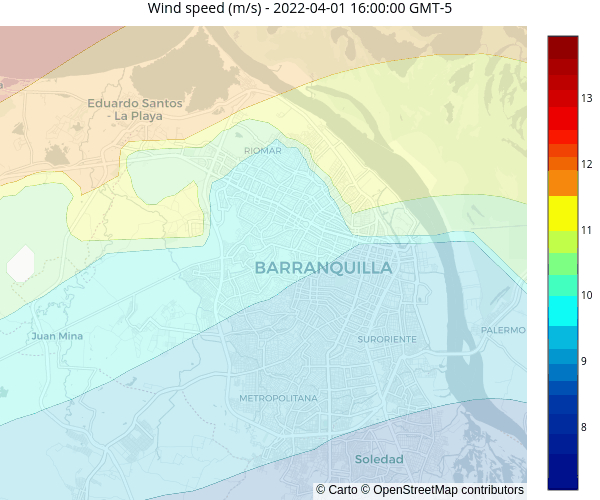 Wind speed (m/s) - 2022-04-01 16:00:00 GMT-5
Eduardo Santos
- La Playa
RIOMAR
BARRANQUILLA
Juan Mina
SURORIENTE
PALERMO
METROPOLITANA
Soledad
13
12
11
10
9
8
© Carto © OpenStreetMap contributors